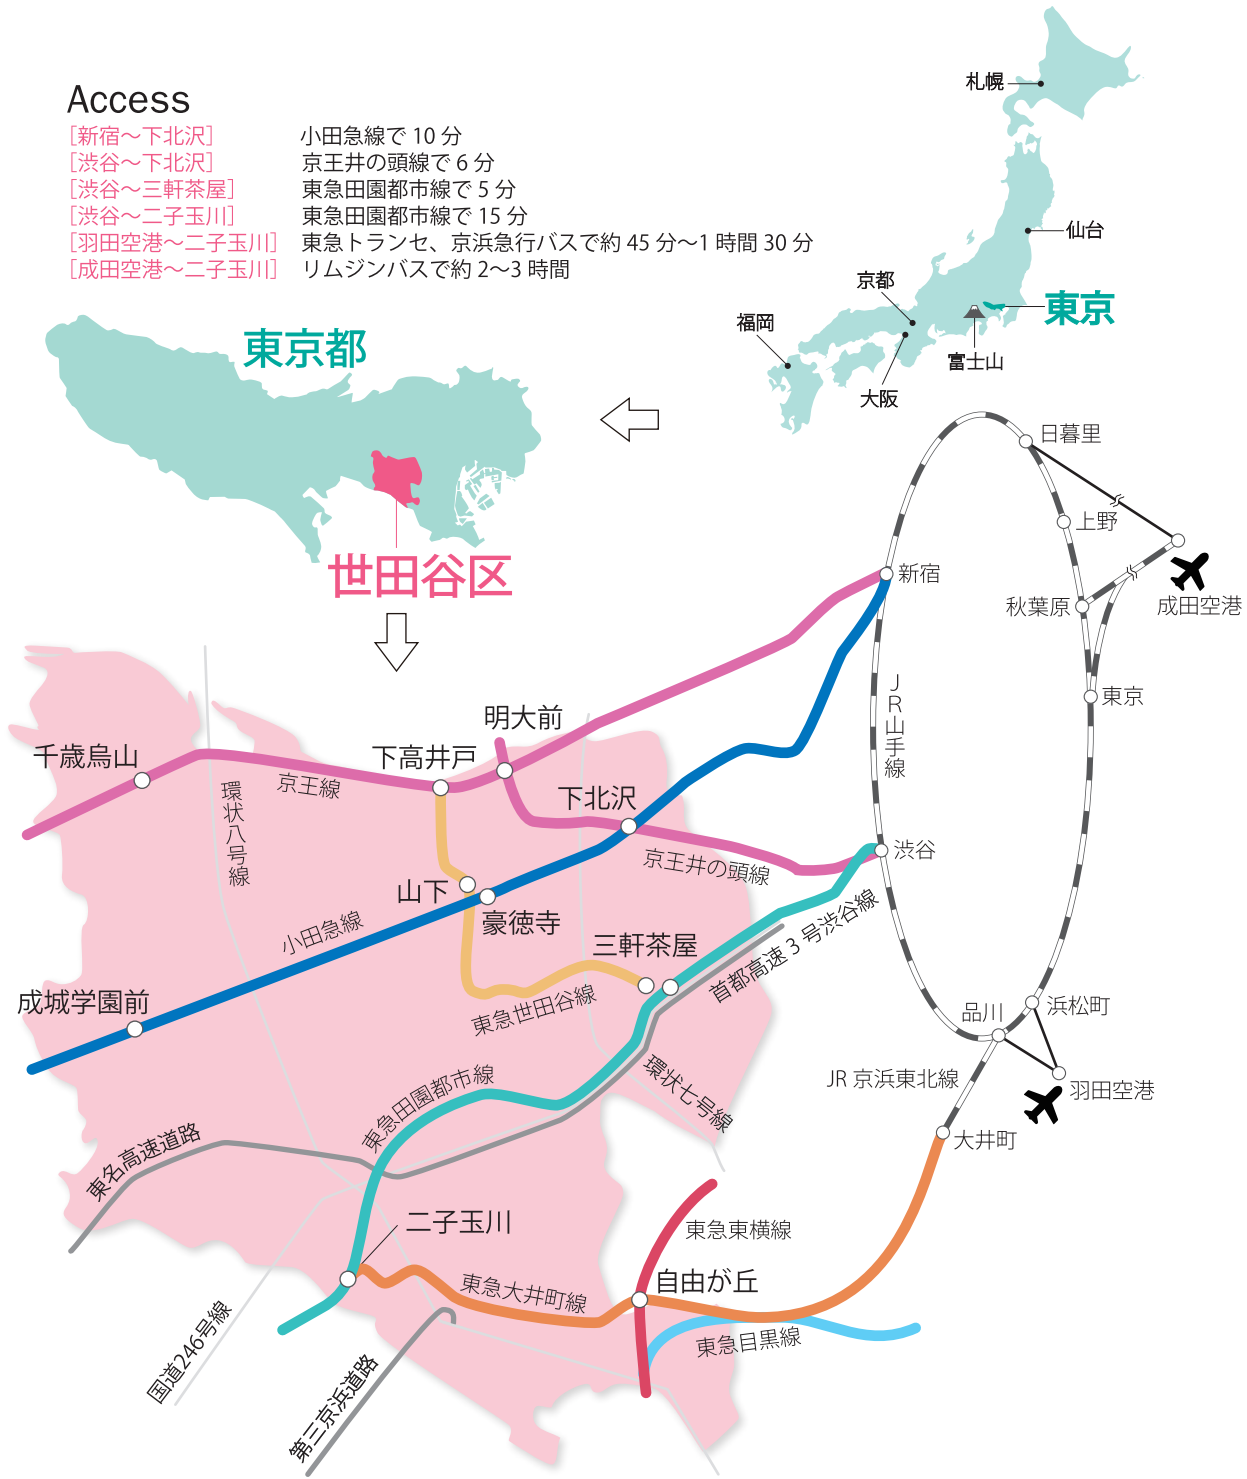 Access
[新宿～下北沢] 小田急線で 10 分
[渋谷～下北沢] 京王井の頭線で 6 分
[渋谷～三軒茶屋] 東急田園都市線で 5 分
[渋谷～二子玉川] 東急田園都市線で 15 分
[羽田空港～二子玉川] 東急トランセ、京浜急行バスで約 45 分～1 時間 30 分
[成田空港～二子玉川] リムジンバスで約 2～3 時間
札幌
仙台
京都
東京
福岡
富士山
大阪
東京都
世田谷区
日暮里
上野
新宿
秋葉原
成田空港
東京
JR山手線
明大前
千歳烏山
下高井戸
京王線
環状八号線
下北沢
京王井の頭線
渋谷
山下
豪徳寺
小田急線
三軒茶屋
首都高速 3 号渋谷線
成城学園前
東急世田谷線
品川
浜松町
環状七号線
JR 京浜東北線
羽田空港
東急田園都市線
大井町
東名高速道路
二子玉川
東急東横線
自由が丘
東急大井町線
東急目黒線
国道246号線
第三京浜道路